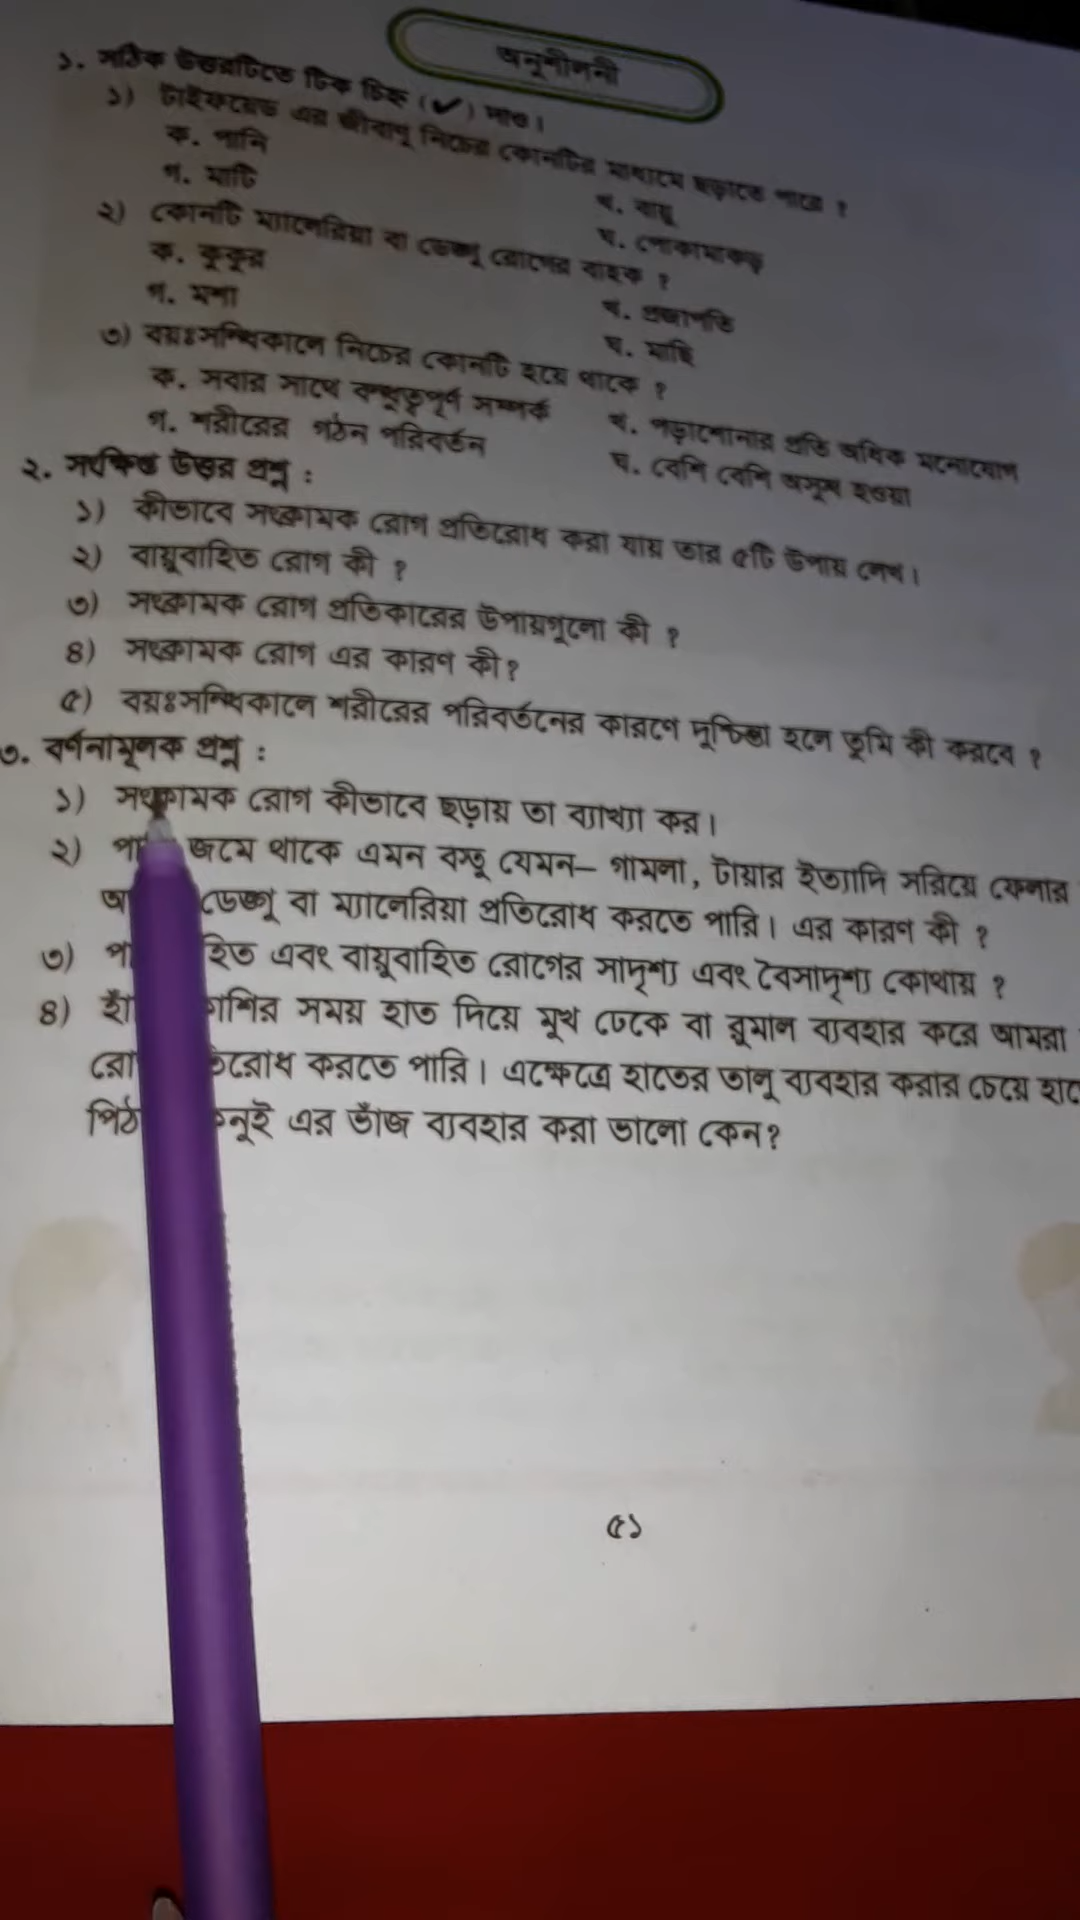 অনুশীলনী
১. সঠিক উত্তরটিতে টিক চিহ্ন (✓) দাও।
১) টাইফয়েড এর জীবাণু নিচের কোনটির মাধ্যমে ছড়াতে পারে ?
ক. পানি
খ. বায়ু
গ. মাটি
ঘ. পোকামাকড়
২) কোনটি ম্যালেরিয়া বা ডেঙ্গু রোগের বাহক ?
ক. কুকুর
খ. প্রজাপতি
গ. মশা
ঘ. মাছি
৩) বয়ঃসন্ধিকালে নিচের কোনটি হয়ে থাকে ?
ক. সবার সাথে বন্ধুত্বপূর্ণ সম্পর্ক
খ. পড়াশোনার প্রতি অধিক মনোযোগ
গ. শরীরের গঠন পরিবর্তন
ঘ. বেশি বেশি অসুস্থ হওয়া
২. সংক্ষিপ্ত উত্তর প্রশ্ন :
১) কীভাবে সংক্রামক রোগ প্রতিরোধ করা যায় তার ৫টি উপায় লেখ।
২) বায়ুবাহিত রোগ কী ?
৩) সংক্রামক রোগ প্রতিকারের উপায়গুলো কী ?
৪) সংক্রামক রোগ এর কারণ কী?
৫) বয়ঃসন্ধিকালে শরীরের পরিবর্তনের কারণে দুশ্চিন্তা হলে তুমি কী করবে ?
৩. বর্ণনামূলক প্রশ্ন :
১) সংক্রামক রোগ কীভাবে ছড়ায় তা ব্যাখ্যা কর।
২) জমে থাকে এমন বস্তু যেমন– গামলা, টায়ার ইত্যাদি সরিয়ে ফেলার
ডেঙ্গু বা ম্যালেরিয়া প্রতিরোধ করতে পারি। এর কারণ কী ?
৩) এবং বায়ুবাহিত রোগের সাদৃশ্য এবং বৈসাদৃশ্য কোথায় ?
৪) সময় হাত দিয়ে মুখ ঢেকে বা রুমাল ব্যবহার করে আমরা
করতে পারি। এক্ষেত্রে হাতের তালু ব্যবহার করার চেয়ে
এর ভাঁজ ব্যবহার করা ভালো কেন?
৫১